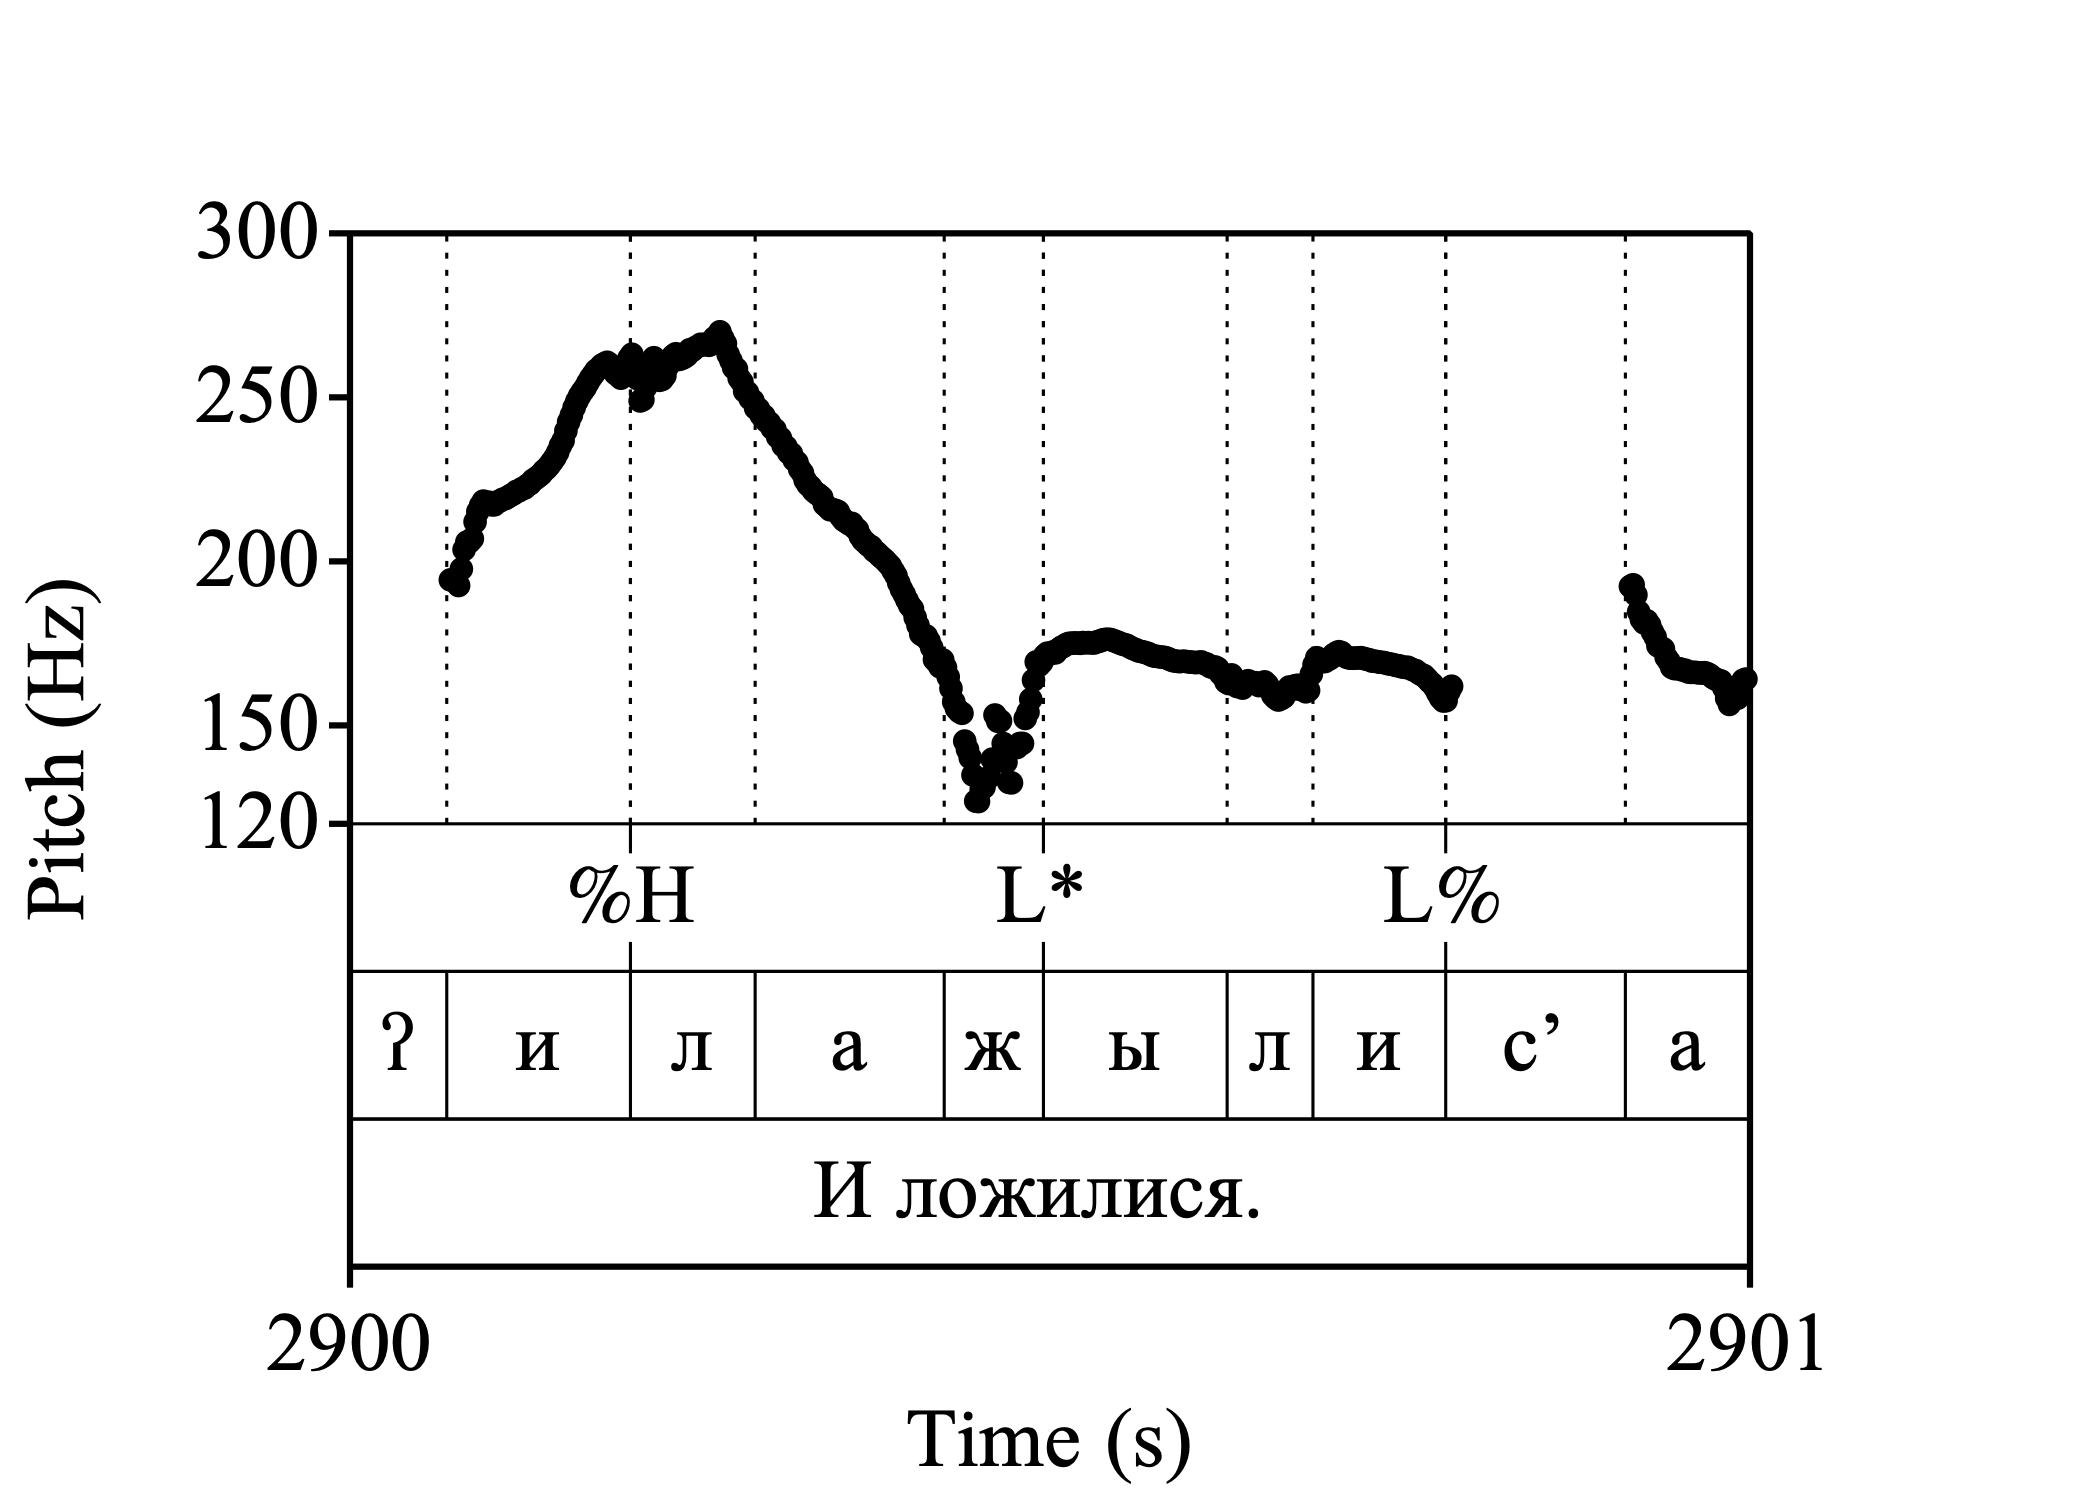 300
250
200
150
120
Pitch (Hz)
%H L* L%
ʔ и л а ж ы л и с’ а
И ложилися.
2900 2901
Time (s)